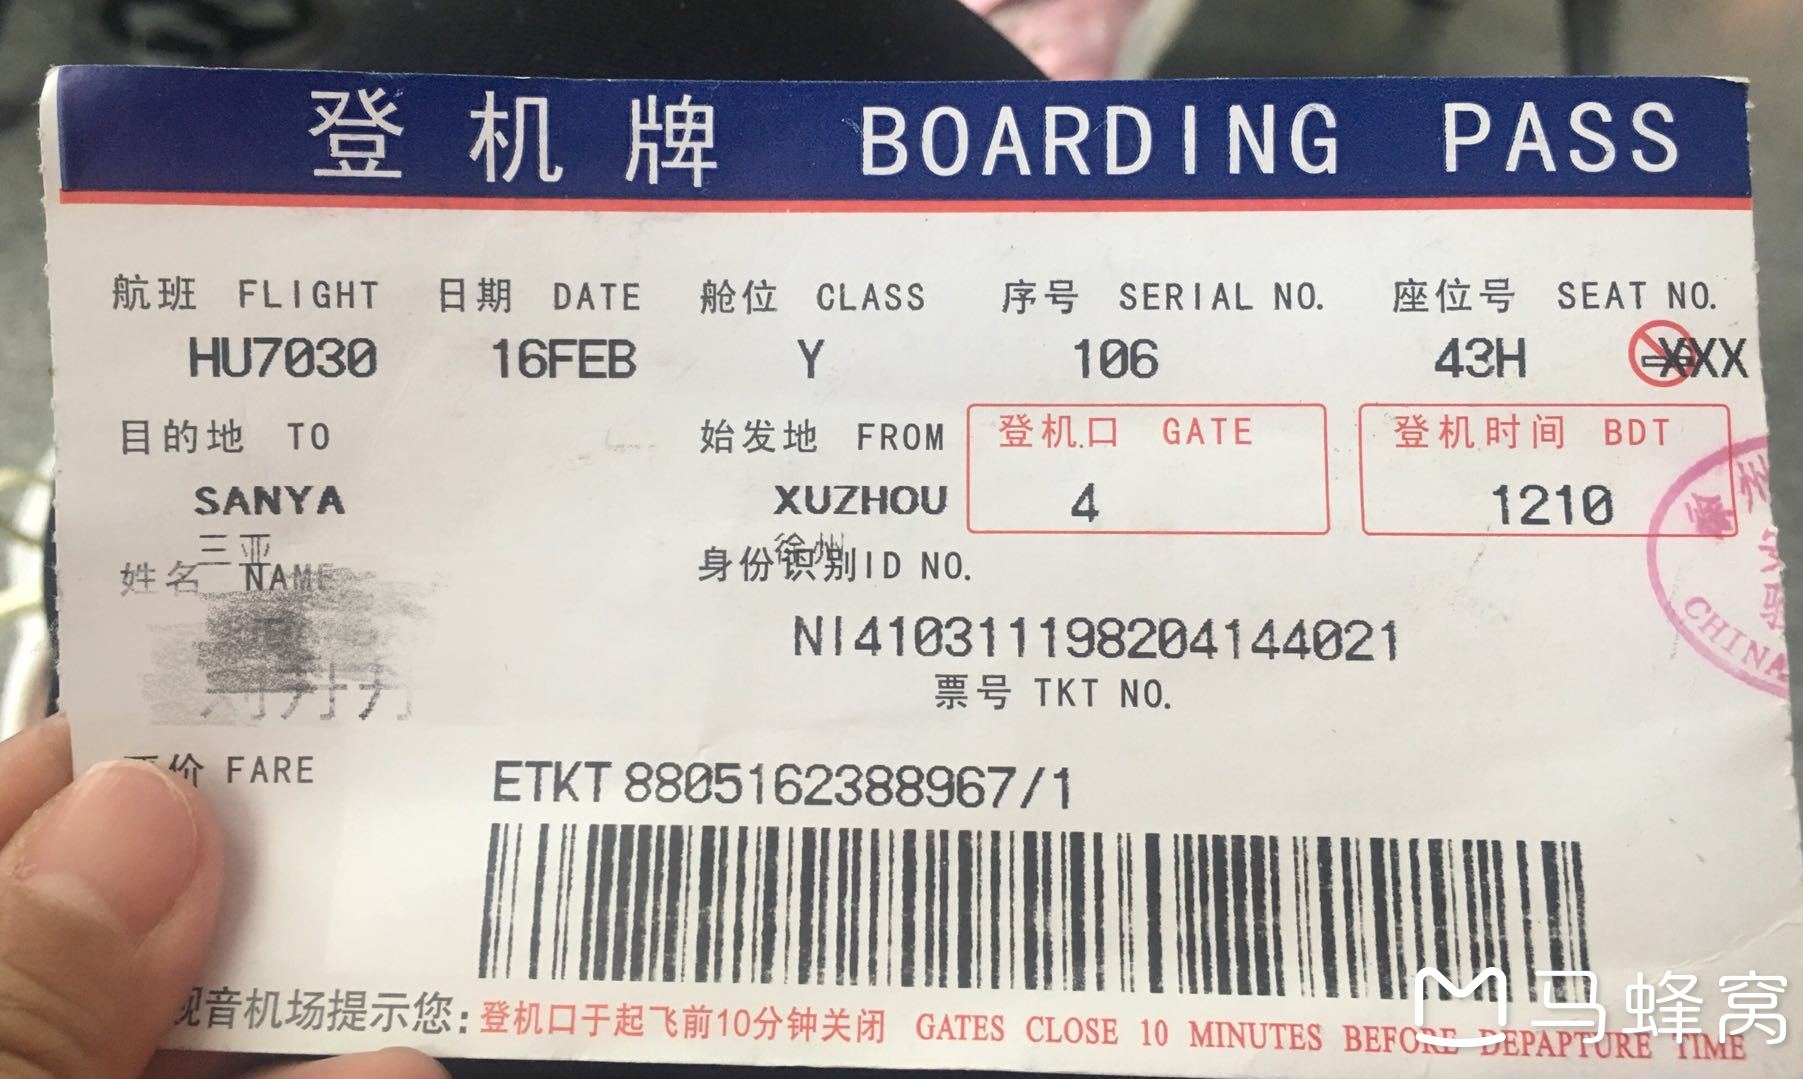 登机牌 BOARDING PASS
航班 FLIGHT 日期 DATE 舱位 CLASS 序号 SERIAL NO. 座位号 SEAT NO.
HU7030 16FEB Y 106 43H XXX
目的地 TO 始发地 FROM 登机口 GATE 登机时间 BDT
SANYA XUZHOU 4 1210
三亚 徐州
姓名 NAME 身份识别ID NO.
NI410311198204144021
票号 TKT NO.
价 FARE
ETKT 8805162388967/1
观音机场提示您: 登机口于起飞前10分钟关闭 GATES CLOSE 10 MINUTES BEFORE DEPARTURE TIME
州
CHINA
马蜂窝